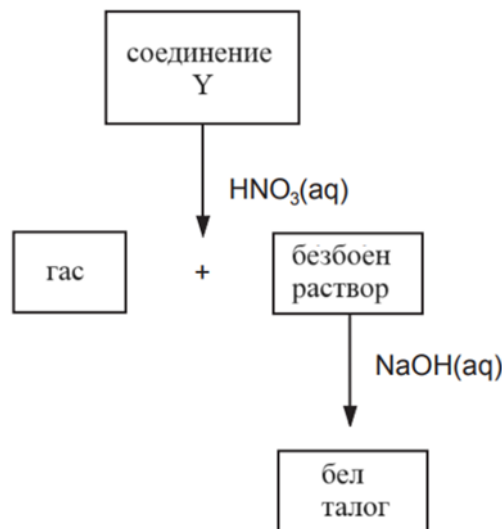 соединение
Y
HNO₃(aq)
гас
+
безбоен
раствор
NaOH(aq)
бел
талог